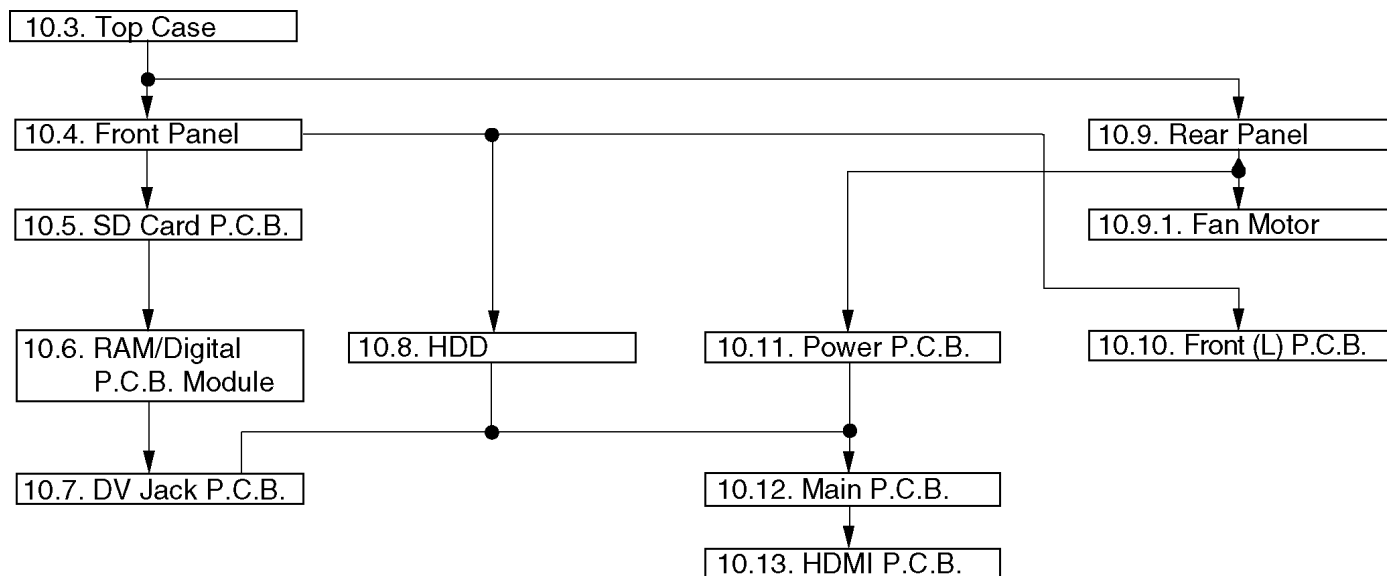 10.3. Top Case
10.4. Front Panel
10.9. Rear Panel
10.5. SD Card P.C.B.
10.9.1. Fan Motor
10.6. RAM/Digital
P.C.B. Module
10.8. HDD
10.11. Power P.C.B.
10.10. Front (L) P.C.B.
10.7. DV Jack P.C.B.
10.12. Main P.C.B.
10.13. HDMI P.C.B.